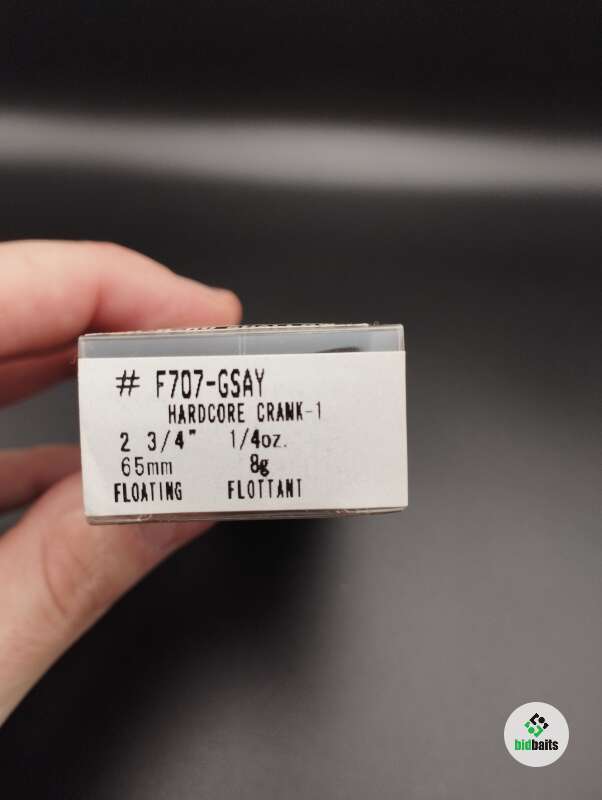 # F707-GSAY
HARDCORE CRANK-1
2 3/4" 1/4oz.
65mm 8g
FLOATING FLOTTANT
bidbaits